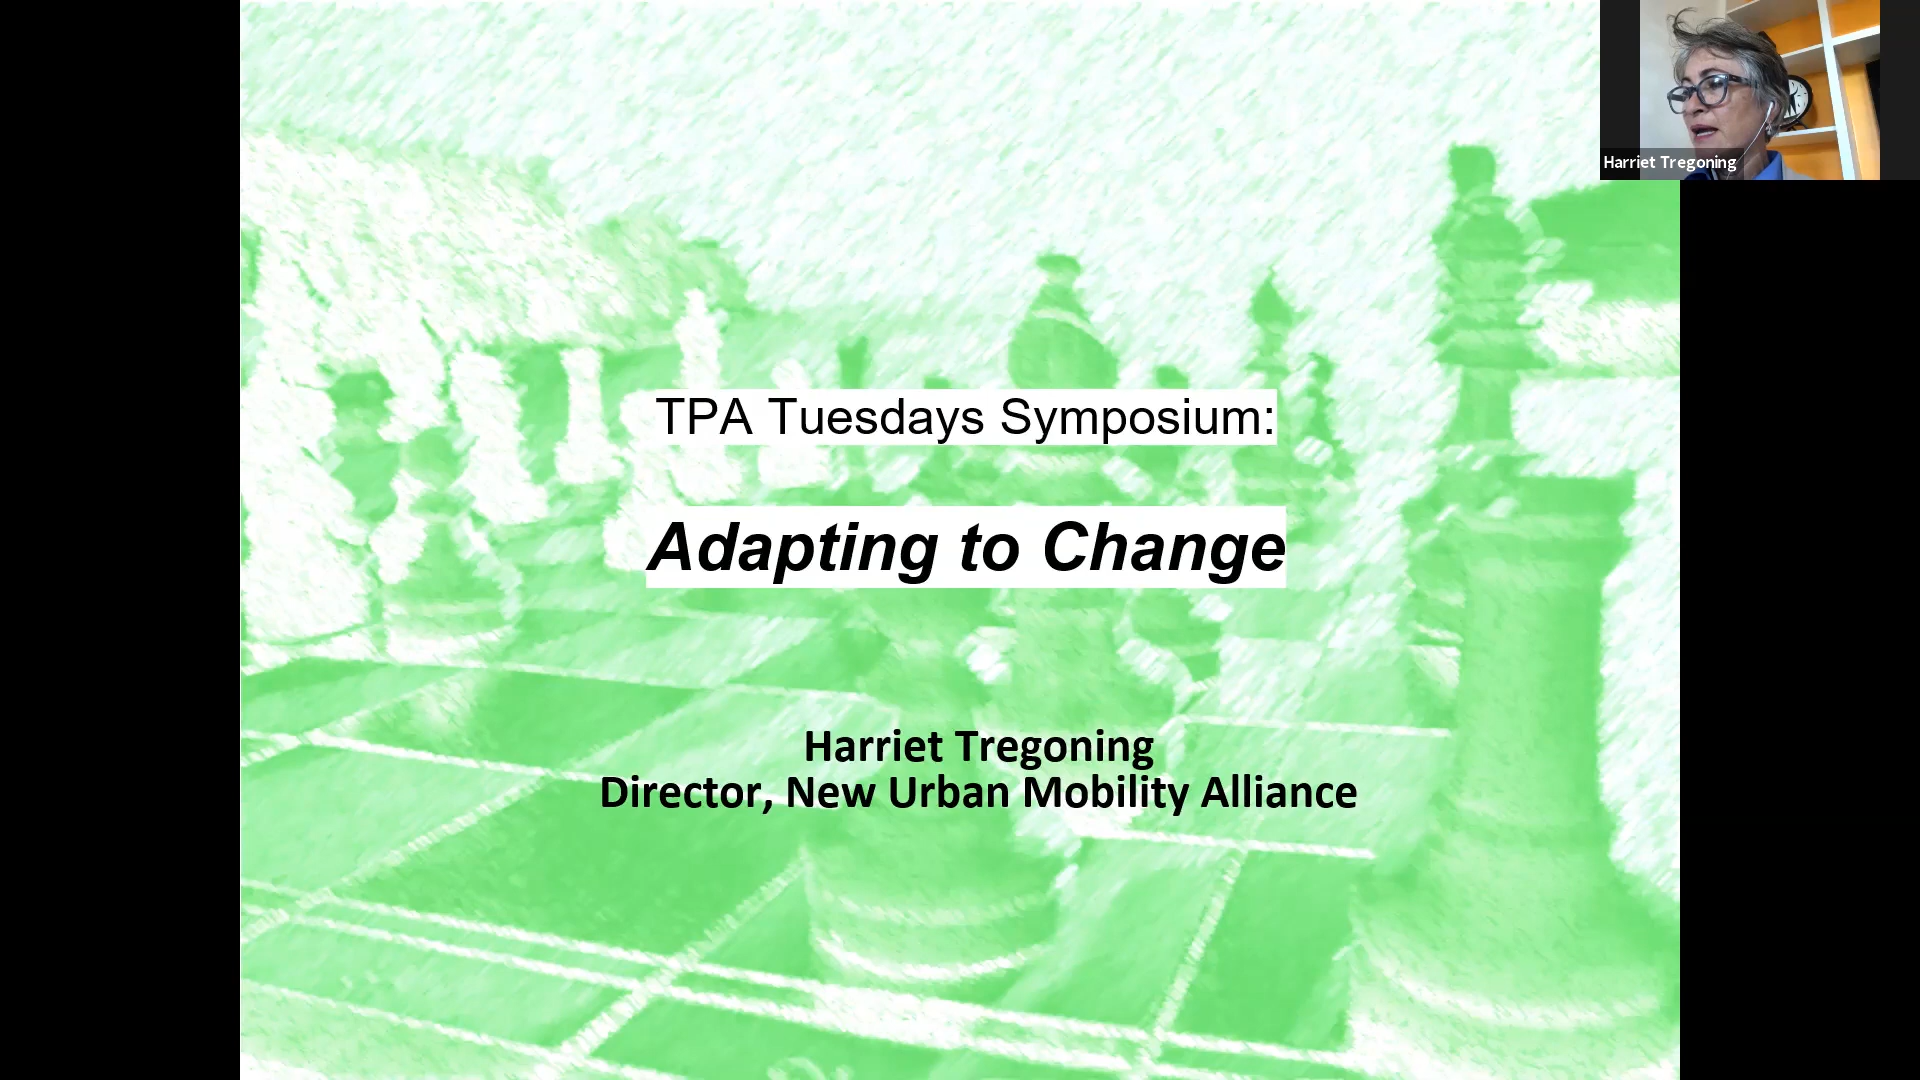 Harriet Tregoning
TPA Tuesdays Symposium:
Adapting to Change
Harriet Tregoning
Director, New Urban Mobility Alliance